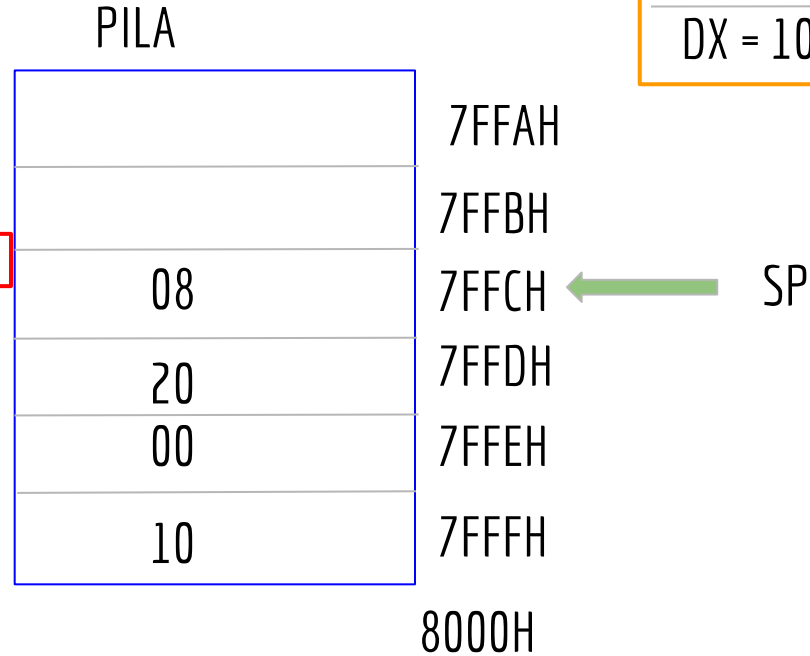 PILA
DX = 10
7FFAH
7FFBH
08 7FFCH SP
20 7FFDH
00 7FFEH
10 7FFFH
8000H